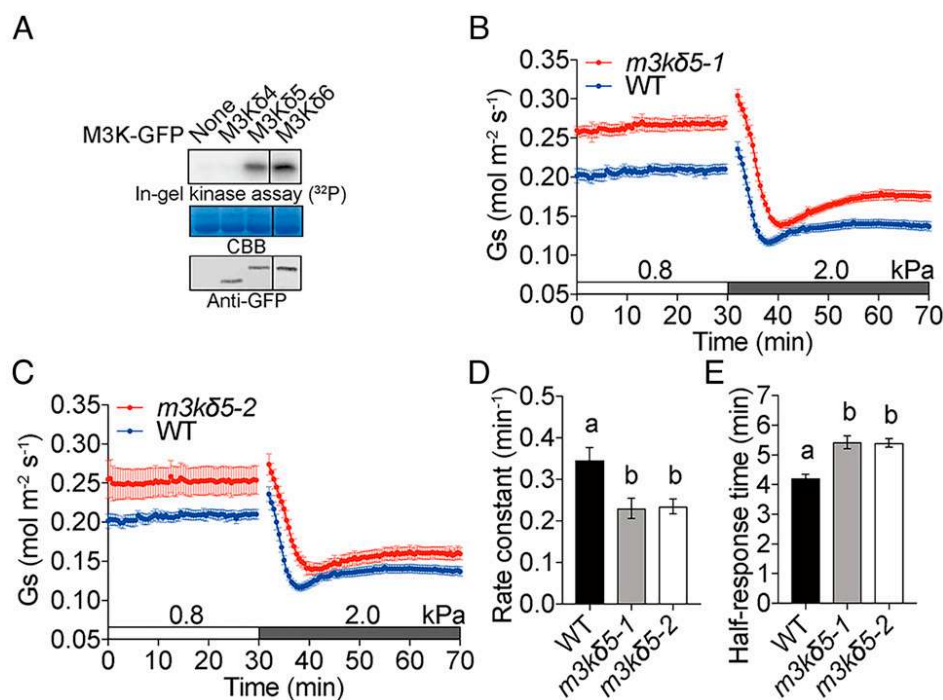 A
M3K-GFP None M3Kδ4 M3Kδ5 M3Kδ6
In-gel kinase assay (³²P)
CBB
Anti-GFP
B
m3kδ5-1
WT
Gs (mol m⁻² s⁻¹)
0.35
0.30
0.25
0.20
0.15
0.10
0.05
0.8 2.0 kPa
0 10 20 30 40 50 60 70
Time (min)
C
m3kδ5-2
WT
Gs (mol m⁻² s⁻¹)
0.35
0.30
0.25
0.20
0.15
0.10
0.05
0.8 2.0 kPa
0 10 20 30 40 50 60 70
Time (min)
D
Rate constant (min⁻¹)
0.5
0.4
0.3
0.2
0.1
0.0
a b b
WT m3kδ5-1 m3kδ5-2
E
Half-response time (min)
7
6
5
4
3
2
1
0
a b b
WT m3kδ5-1 m3kδ5-2